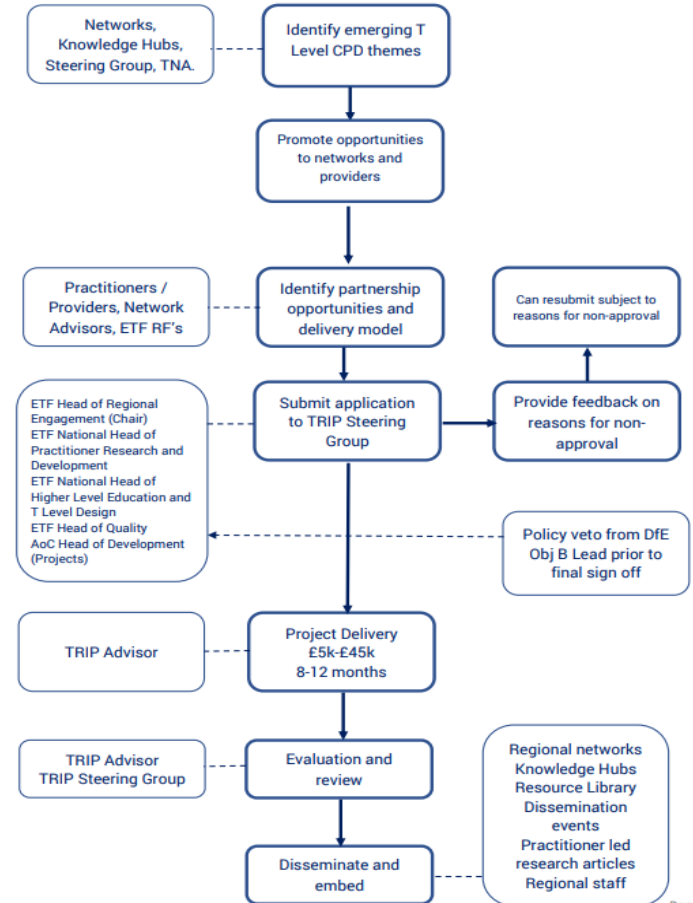 Networks,
Knowledge Hubs,
Steering Group, TNA.
Identify emerging T
Level CPD themes
Promote opportunities
to networks and
providers
Practitioners /
Providers, Network
Advisors, ETF RF's
Identify partnership
opportunities and
delivery model
Can resubmit subject to
reasons for non-approval
ETF Head of Regional
Engagement (Chair)
ETF National Head of
Practitioner Research and
Development
ETF National Head of
Higher Level Education and
T Level Design
ETF Head of Quality
AoC Head of Development
(Projects)
Submit application
to TRIP Steering
Group
Provide feedback on
reasons for non-
approval
Policy veto from DfE
Obj B Lead prior to
final sign off
TRIP Advisor
Project Delivery
£5k-£45k
8-12 months
TRIP Advisor
TRIP Steering Group
Evaluation and
review
Regional networks
Knowledge Hubs
Resource Library
Dissemination
events
Practitioner led
research articles
Regional staff
Disseminate and
embed